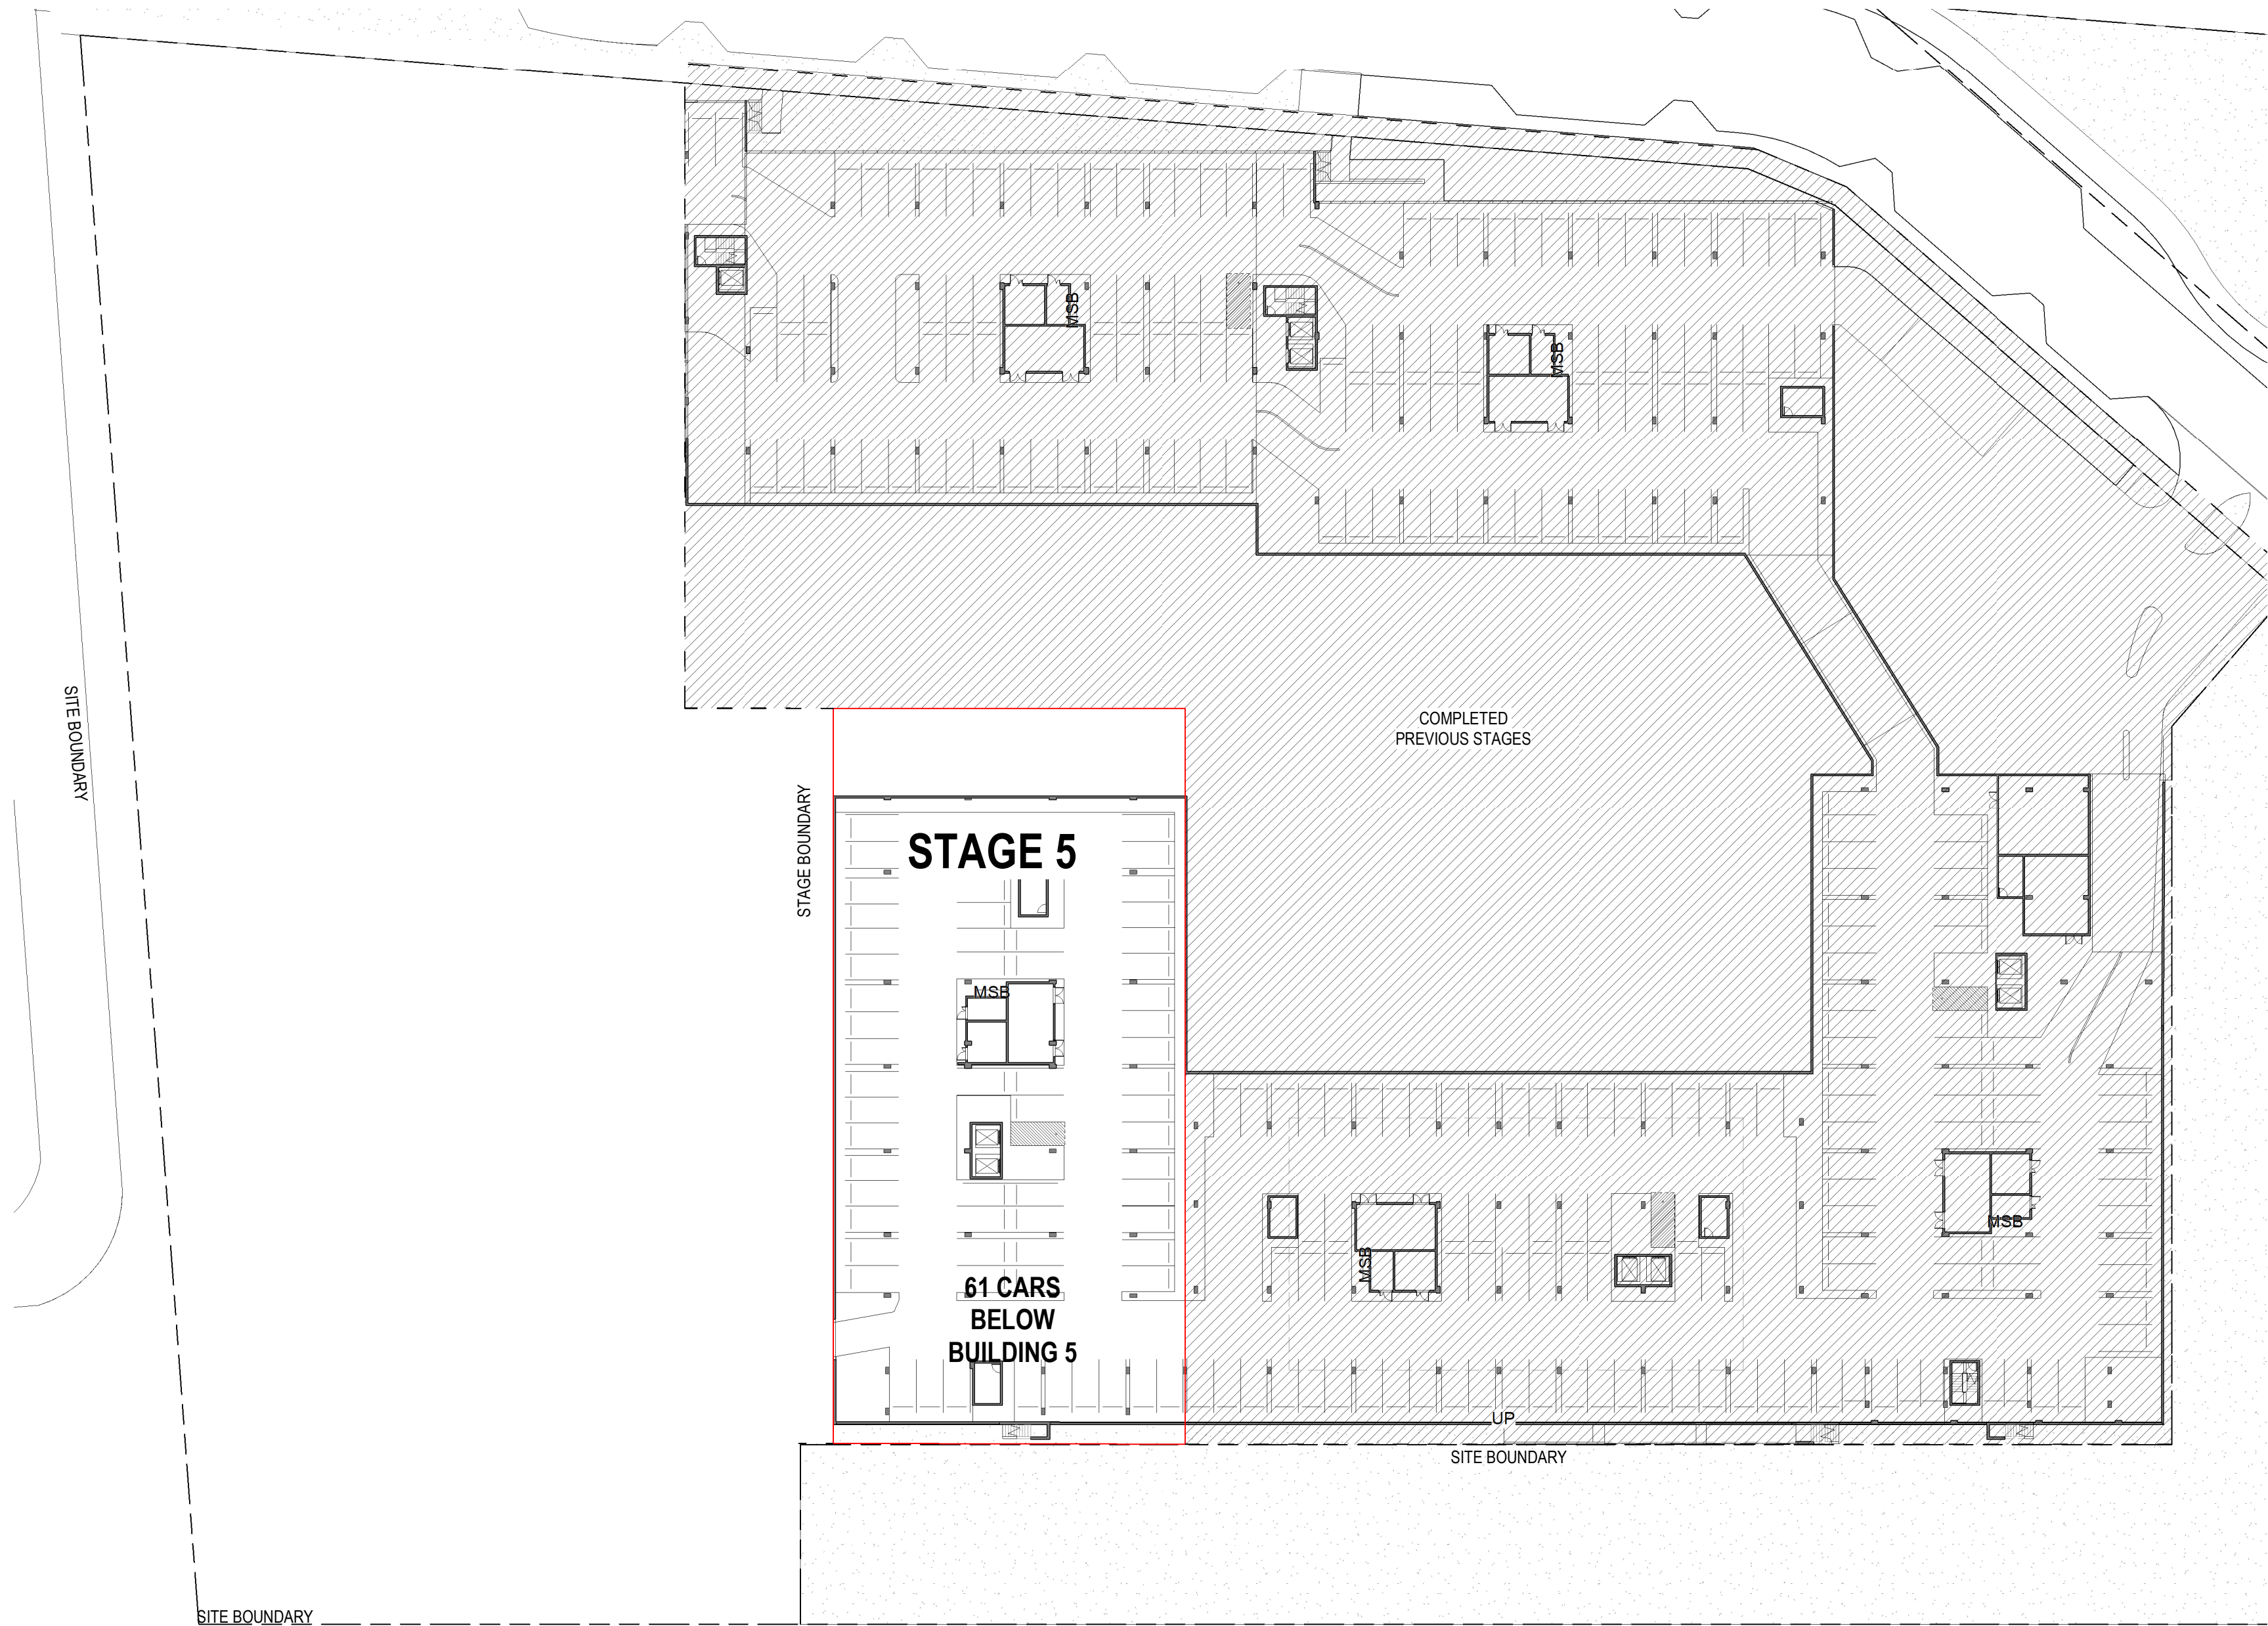 MSB
MSB
SITE BOUNDARY
COMPLETED
PREVIOUS STAGES
STAGE BOUNDARY
STAGE 5
MSB
MSB
MSB
61 CARS
BELOW
BUILDING 5
UP
SITE BOUNDARY
SITE BOUNDARY